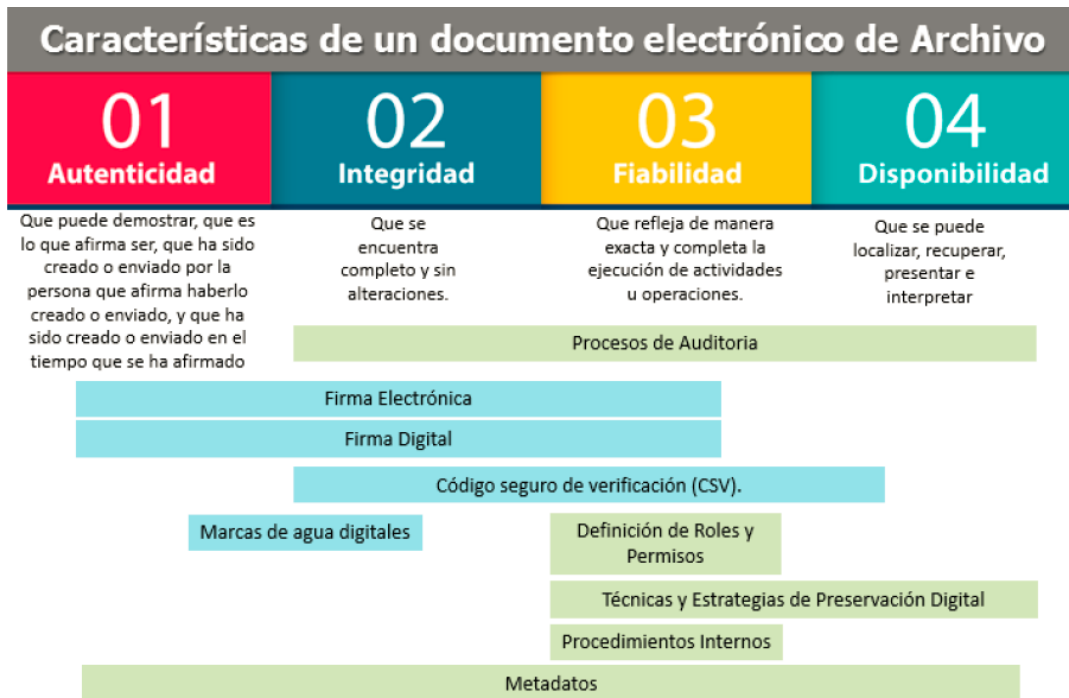 Características de un documento electrónico de Archivo
01
Autenticidad
02
Integridad
03
Fiabilidad
04
Disponibilidad
Que puede demostrar, que es
lo que afirma ser, que ha sido
creado o enviado por la
persona que afirma haberlo
creado o enviado, y que ha
sido creado o enviado en el
tiempo que se ha afirmado
Que se
encuentra
completo y sin
alteraciones.
Que refleja de manera
exacta y completa la
ejecución de actividades
u operaciones.
Que se puede
localizar, recuperar,
presentar e
interpretar
Procesos de Auditoria
Firma Electrónica
Firma Digital
Código seguro de verificación (CSV).
Marcas de agua digitales
Definición de Roles y
Permisos
Técnicas y Estrategias de Preservación Digital
Procedimientos Internos
Metadatos